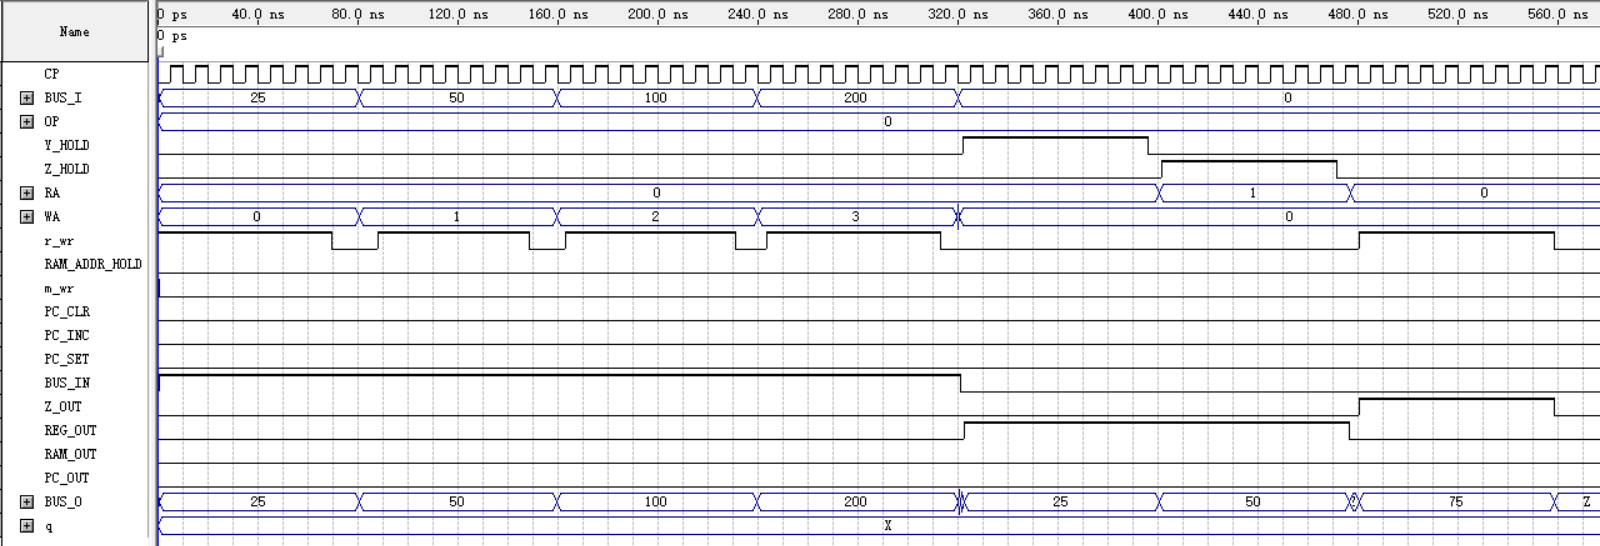 0 ps 40.0 ns 80.0 ns 120.0 ns 160.0 ns 200.0 ns 240.0 ns 280.0 ns 320.0 ns 360.0 ns 400.0 ns 440.0 ns 480.0 ns 520.0 ns 560.0 ns
Name
0 ps
CP
BUS_I 25 50 100 200 0
OP 0
Y_HOLD
Z_HOLD
RA 0 1 0
WA 0 1 2 3 0
r_wr
RAM_ADDR_HOLD
m_wr
PC_CLR
PC_INC
PC_SET
BUS_IN
Z_OUT
REG_OUT
RAM_OUT
PC_OUT
BUS_O 25 50 100 200 25 50 75 Z
q X